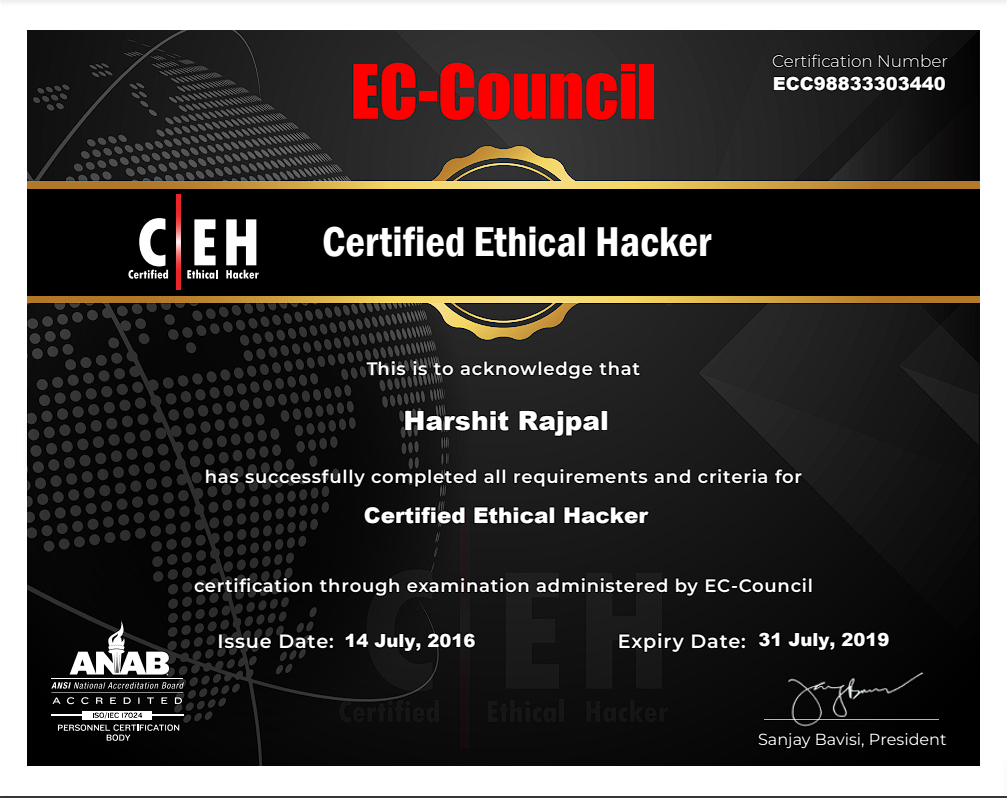 EC-Council
Certification Number
ECC98833303440
C EH
Certified Ethical Hacker
Certified Ethical Hacker
This is to acknowledge that
Harshit Rajpal
has successfully completed all requirements and criteria for
Certified Ethical Hacker
certification through examination administered by EC-Council
Issue Date: 14 July, 2016
Expiry Date: 31 July, 2019
C EH
Certified Ethical Hacker
ANAB
ANSI National Accreditation Board
ACCREDITED
ISO/IEC 17024
PERSONNEL CERTIFICATION
BODY
Sanjay Bavisi, President